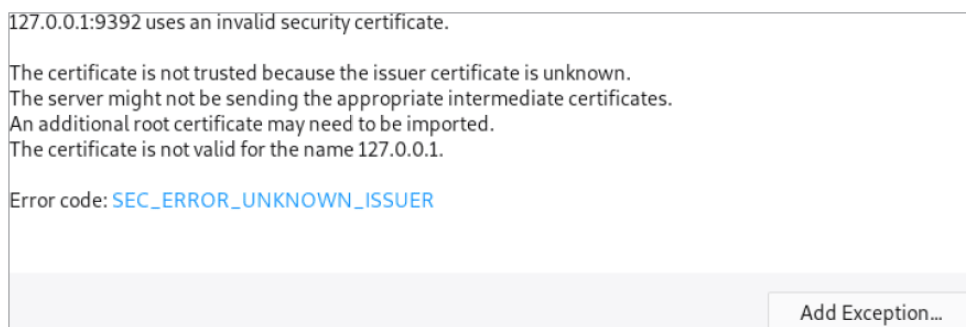 127.0.0.1:9392 uses an invalid security certificate.
The certificate is not trusted because the issuer certificate is unknown.
The server might not be sending the appropriate intermediate certificates.
An additional root certificate may need to be imported.
The certificate is not valid for the name 127.0.0.1.
Error code: SEC_ERROR_UNKNOWN_ISSUER
Add Exception...